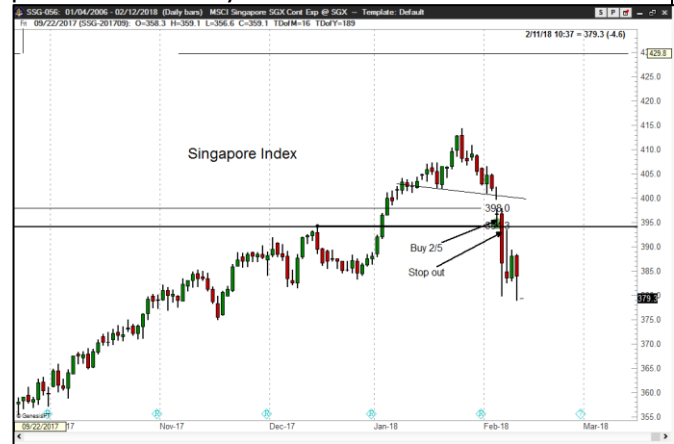 SSG-056: 01/04/2006 - 02/12/2018 (Daily bars) MSCI Singapore SGX Cont Exp @ SGX — Template: Default
S P
Fr 09/22/2017 (SSG-201709): O=358.3 H=359.1 L=356.6 C=359.1 TDofM=16 TDofY=189
2/11/18 10:37 = 379.3 (-4.6)
429.8
425.0
420.0
415.0
410.0
405.0
400.0
395.0
390.0
385.0
379.3
375.0
370.0
365.0
360.0
355.0
Singapore Index
398.0
Buy 2/5
Stop out
© GenesisFT
09/22/2017
17
Nov-17
Dec-17
Jan-18
Feb-18
Mar-18